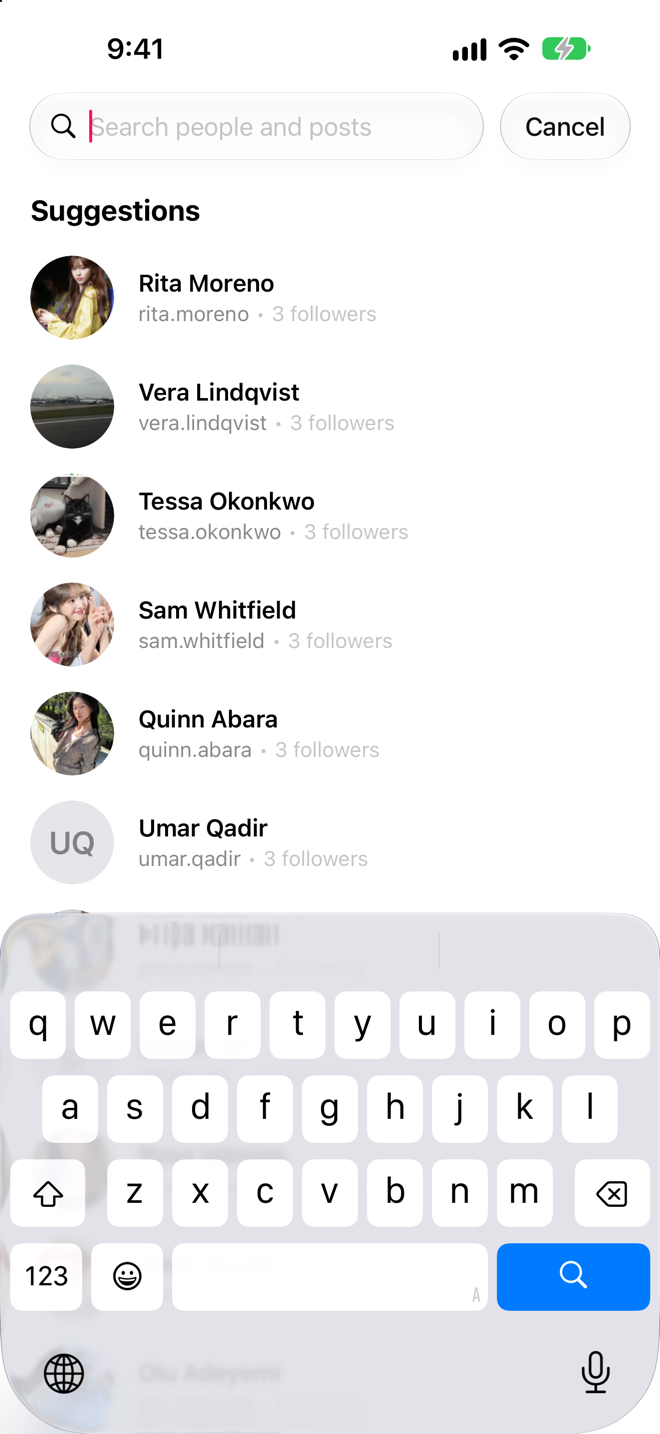 9:41
Search people and posts
Cancel
Suggestions
Rita Moreno
rita.moreno • 3 followers
Vera Lindqvist
vera.lindqvist • 3 followers
Tessa Okonkwo
tessa.okonkwo • 3 followers
Sam Whitfield
sam.whitfield • 3 followers
Quinn Abara
quinn.abara • 3 followers
UQ
Umar Qadir
umar.qadir • 3 followers
q w e r t y u i o p
a s d f g h j k l
z x c v b n m
123
A
Olu Adeyemi